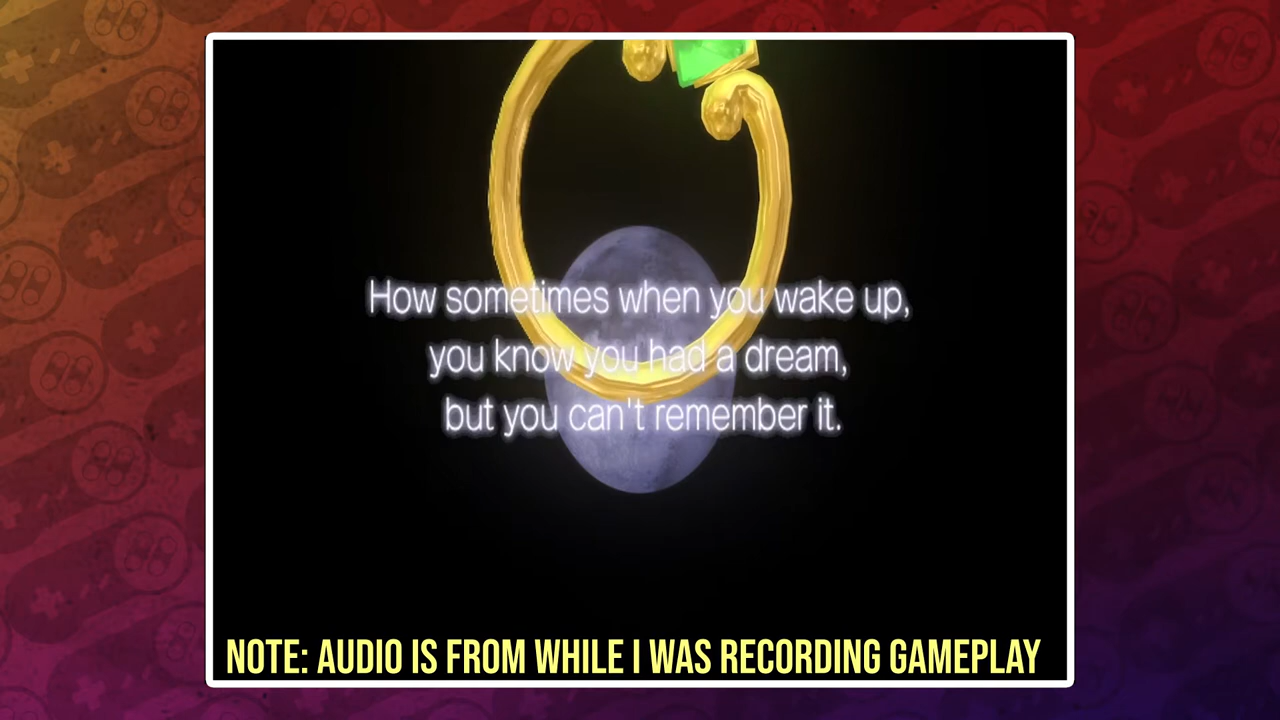 How sometimes when you wake up,
you know you had a dream,
but you can't remember it.
NOTE: AUDIO IS FROM WHILE I WAS RECORDING GAMEPLAY